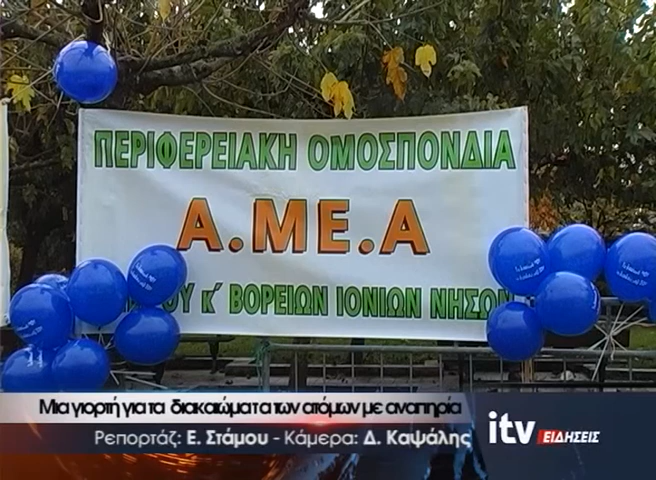 ΠΕΡΙΦΕΡΕΙΑΚΗ ΟΜΟΣΠΟΝΔΙΑ
Α.ΜΕ.Α
κ΄ ΒΟΡΕΙΩΝ ΙΟΝΙΩΝ ΝΗΣΩΝ
Μια γιορτή για τα διακαιώματα των ατόμων με αναπηρία
Ρεπορτάζ: Ε. Στάμου - Κάμερα: Δ. Καψάλης
itv ΕΙΔΗΣΕΙΣ